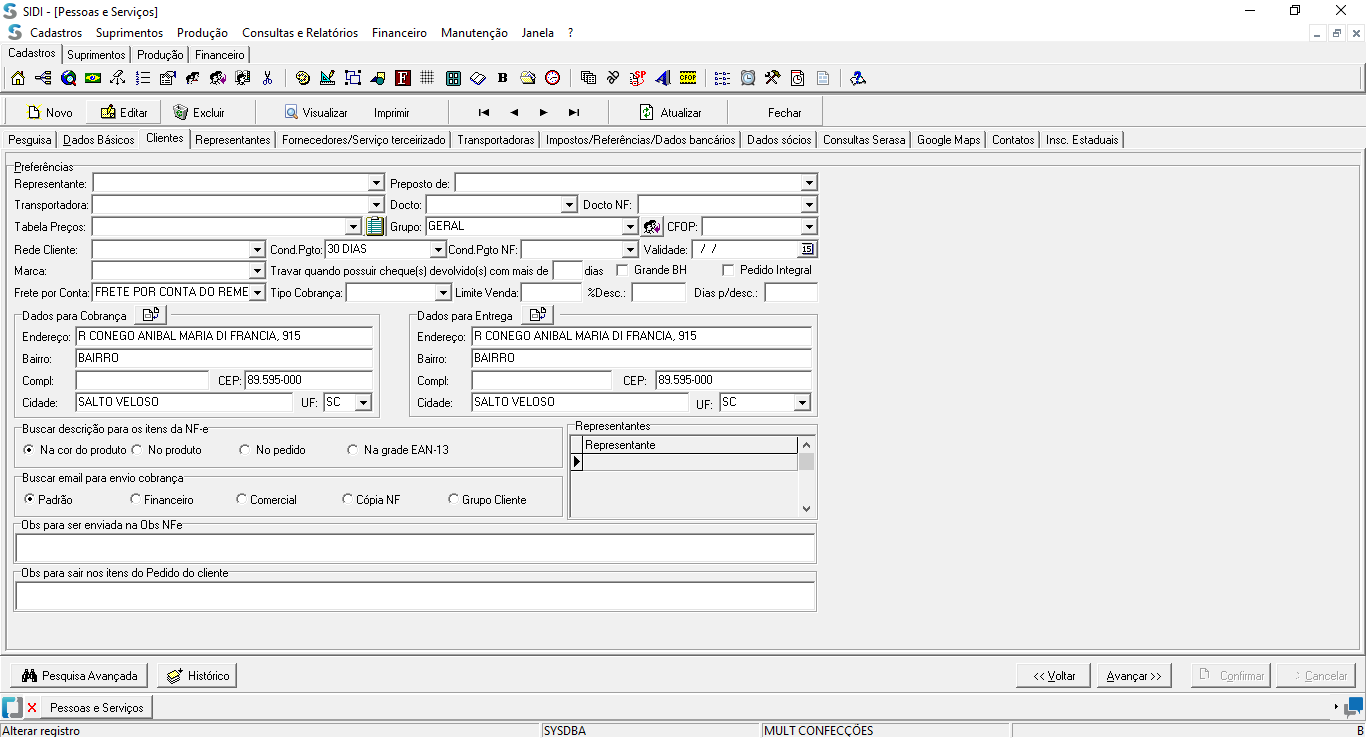 SIDI - [Pessoas e Serviços]
Cadastros Suprimentos Produção Consultas e Relatórios Financeiro Manutenção Janela ?
Cadastros Suprimentos Produção Financeiro
F B SP CFOP
Novo Editar Excluir Visualizar Imprimir Atualizar Fechar
Pesquisa Dados Básicos Clientes Representantes Fornecedores/Serviço terceirizado Transportadoras Impostos/Referências/Dados bancários Dados sócios Consultas Serasa Google Maps Contatos Insc. Estaduais
Preferências
Representante: Preposto de:
Transportadora: Docto: Docto NF:
Tabela Preços: Grupo: GERAL CFOP:
Rede Cliente: Cond.Pgto: 30 DIAS Cond.Pgto NF: Validade: / / 15
Marca: Travar quando possuir cheque(s) devolvido(s) com mais de dias Grande BH Pedido Integral
Frete por Conta: FRETE POR CONTA DO REME Tipo Cobrança: Limite Venda: %Desc.: Dias p/desc.:
Dados para Cobrança Dados para Entrega
Endereço: R CONEGO ANIBAL MARIA DI FRANCIA, 915 Endereço: R CONEGO ANIBAL MARIA DI FRANCIA, 915
Bairro: BAIRRO Bairro: BAIRRO
Compl: CEP: 89.595-000 Compl: CEP: 89.595-000
Cidade: SALTO VELOSO UF: SC Cidade: SALTO VELOSO UF: SC
Buscar descrição para os itens da NF-e Representantes
Na cor do produto No produto No pedido Na grade EAN-13 Representante
Buscar email para envio cobrança
Padrão Financeiro Comercial Cópia NF Grupo Cliente
Obs para ser enviada na Obs NFe
Obs para sair nos itens do Pedido do cliente
Pesquisa Avançada Histórico << Voltar Avançar >> Confirmar Cancelar
Pessoas e Serviços
Alterar registro SYSDBA MULT CONFECÇÕES B